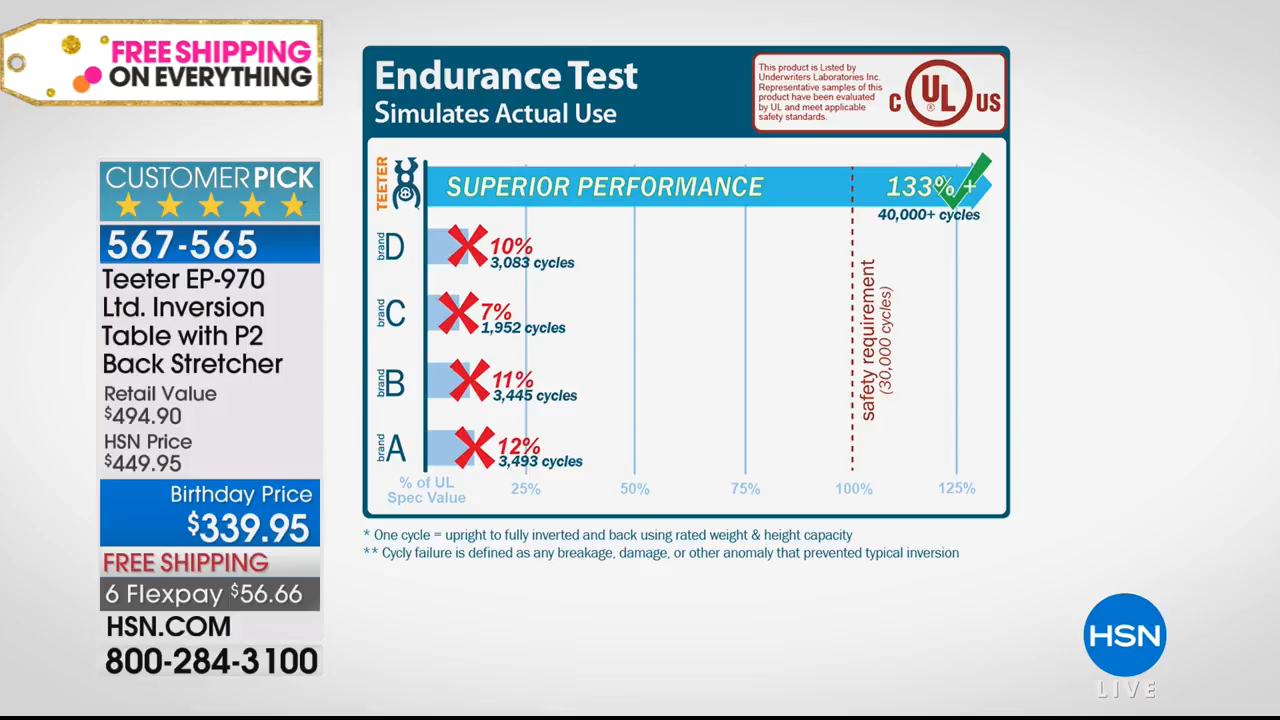 FREE SHIPPING
ON EVERYTHING
CUSTOMER PICK
567-565
Teeter EP-970
Ltd. Inversion
Table with P2
Back Stretcher
Retail Value
$494.90
HSN Price
$449.95
Birthday Price
$339.95
FREE SHIPPING
6 Flexpay $56.66
HSN.COM
800-284-3100
Endurance Test
Simulates Actual Use
This product is Listed by
Underwriters Laboratories Inc.
Representative samples of this
product have been evaluated
by UL and meet applicable
safety standards.
C UL ® US
TEETER
SUPERIOR PERFORMANCE
133% +
40,000+ cycles
brand D
10%
3,083 cycles
brand C
7%
1,952 cycles
brand B
11%
3,445 cycles
brand A
12%
3,493 cycles
safety requirement
(30,000 cycles)
% of UL
Spec Value
25% 50% 75% 100% 125%
* One cycle = upright to fully inverted and back using rated weight & height capacity
** Cycly failure is defined as any breakage, damage, or other anomaly that prevented typical inversion
HSN
LIVE